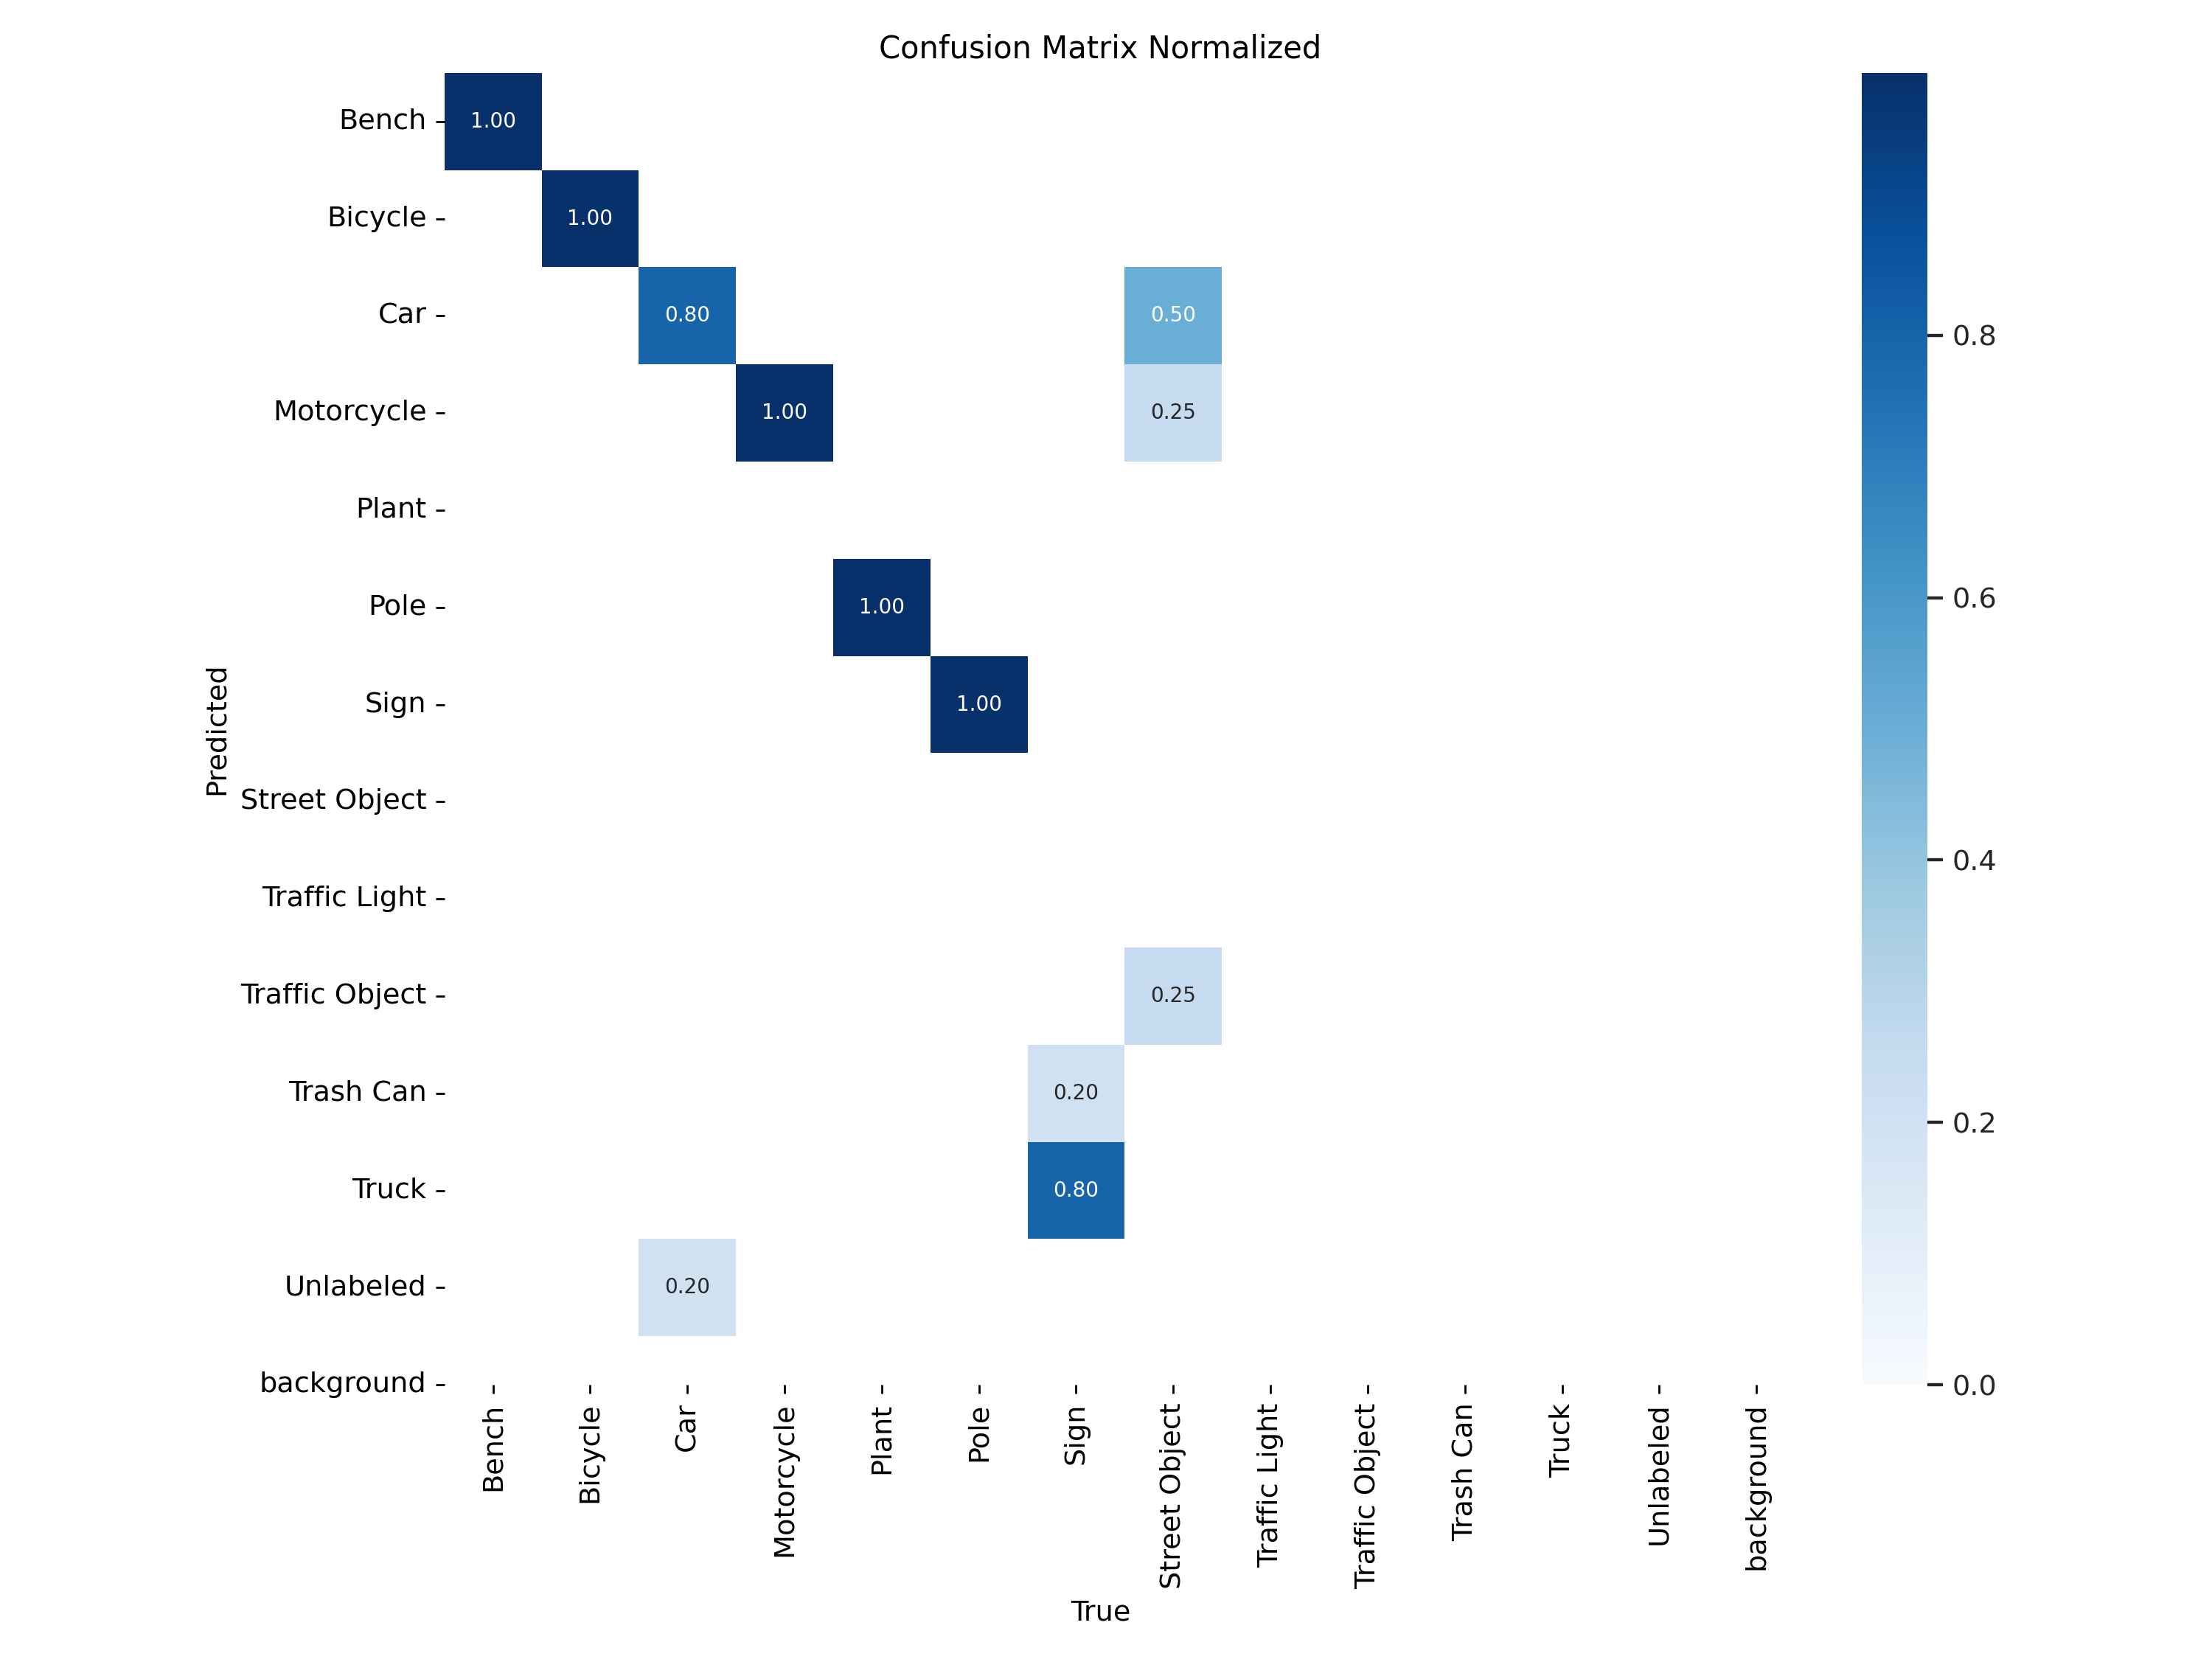 Confusion Matrix Normalized
Bench
1.00
Bicycle
1.00
Car
0.80
0.50
0.8
Motorcycle
1.00
0.25
Plant
Pole
1.00
0.6
Sign
1.00
Predicted
Street Object
Traffic Light
0.4
Traffic Object
0.25
Trash Can
0.20
0.2
Truck
0.80
Unlabeled
0.20
background
0.0
Bench
Bicycle
Car
Motorcycle
Plant
Pole
Sign
Street Object
Traffic Light
Traffic Object
Trash Can
Truck
Unlabeled
background
True